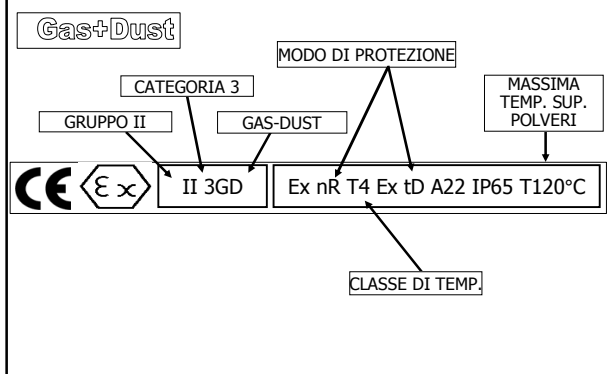 Gas+Dust
MODO DI PROTEZIONE
CATEGORIA 3
MASSIMA
TEMP. SUP.
POLVERI
GRUPPO II
GAS-DUST
CE Ex II 3GD Ex nR T4 Ex tD A22 IP65 T120°C
CLASSE DI TEMP.